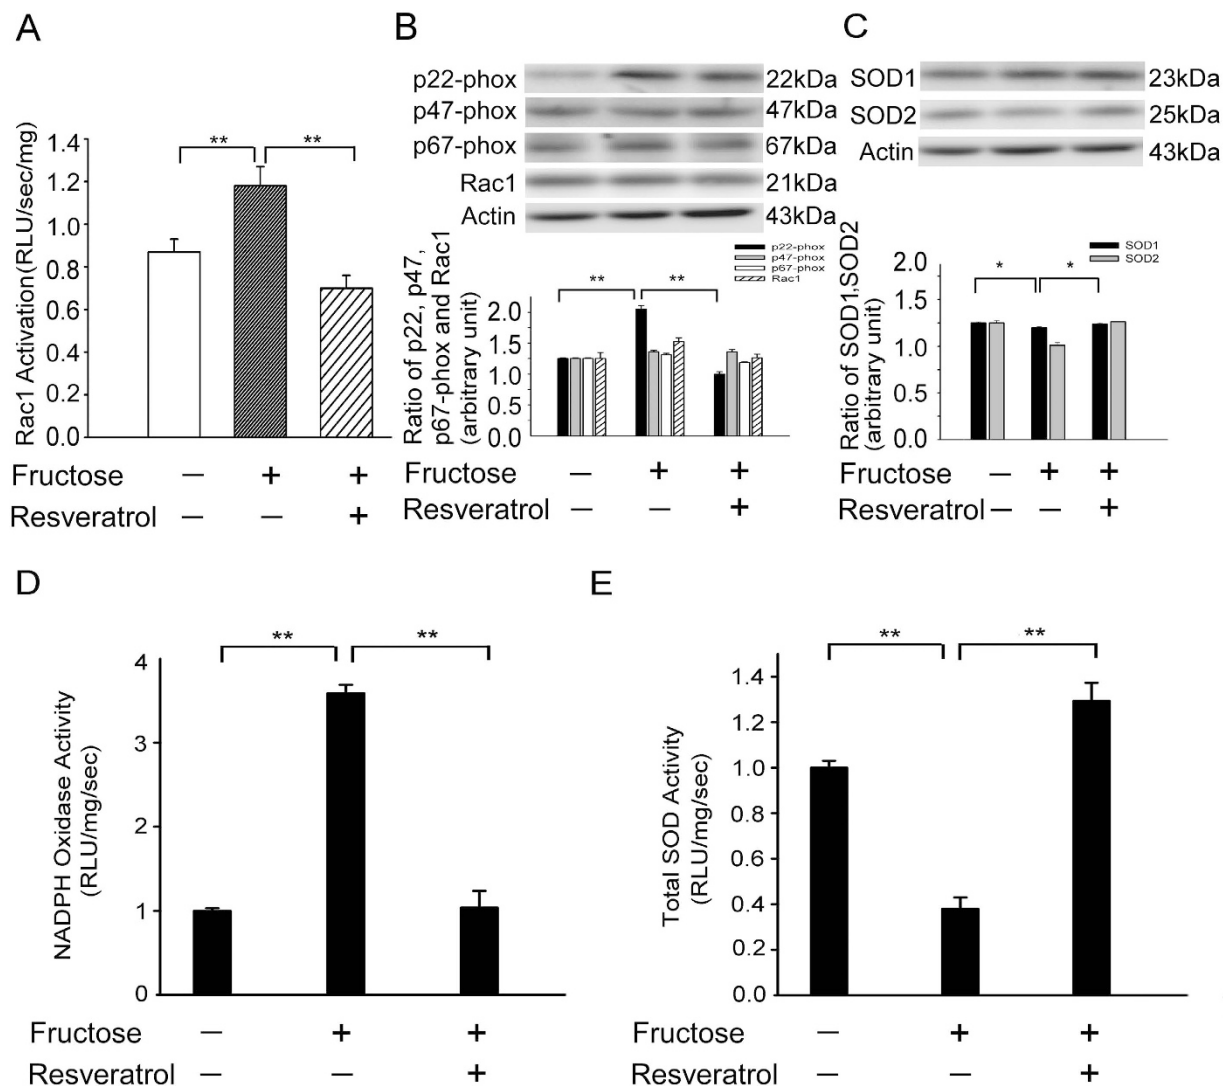 A
Rac1 Activation(RLU/sec/mg)
1.4
1.2
1.0
0.8
0.6
0.4
0.2
0.0
** **
Fructose — + +
Resveratrol — — +
B
p22-phox 22kDa
p47-phox 47kDa
p67-phox 67kDa
Rac1 21kDa
Actin 43kDa
p22-phox
p47-phox
p67-phox
Rac1
Ratio of p22, p47,
p67-phox and Rac1
(arbitrary unit)
2.0
1.5
1.0
0.5
0.0
** **
Fructose — + +
Resveratrol — — +
C
SOD1 23kDa
SOD2 25kDa
Actin 43kDa
SOD1
SOD2
Ratio of SOD1,SOD2
(arbitrary unit)
2.0
1.5
1.0
0.5
0.0
* *
Fructose — + +
Resveratrol — — +
D
NADPH Oxidase Activity
(RLU/mg/sec)
4
3
2
1
0
** **
Fructose — + +
Resveratrol — — +
E
Total SOD Activity
(RLU/mg/sec)
1.4
1.2
1.0
0.8
0.6
0.4
0.2
0.0
** **
Fructose — + +
Resveratrol — — +